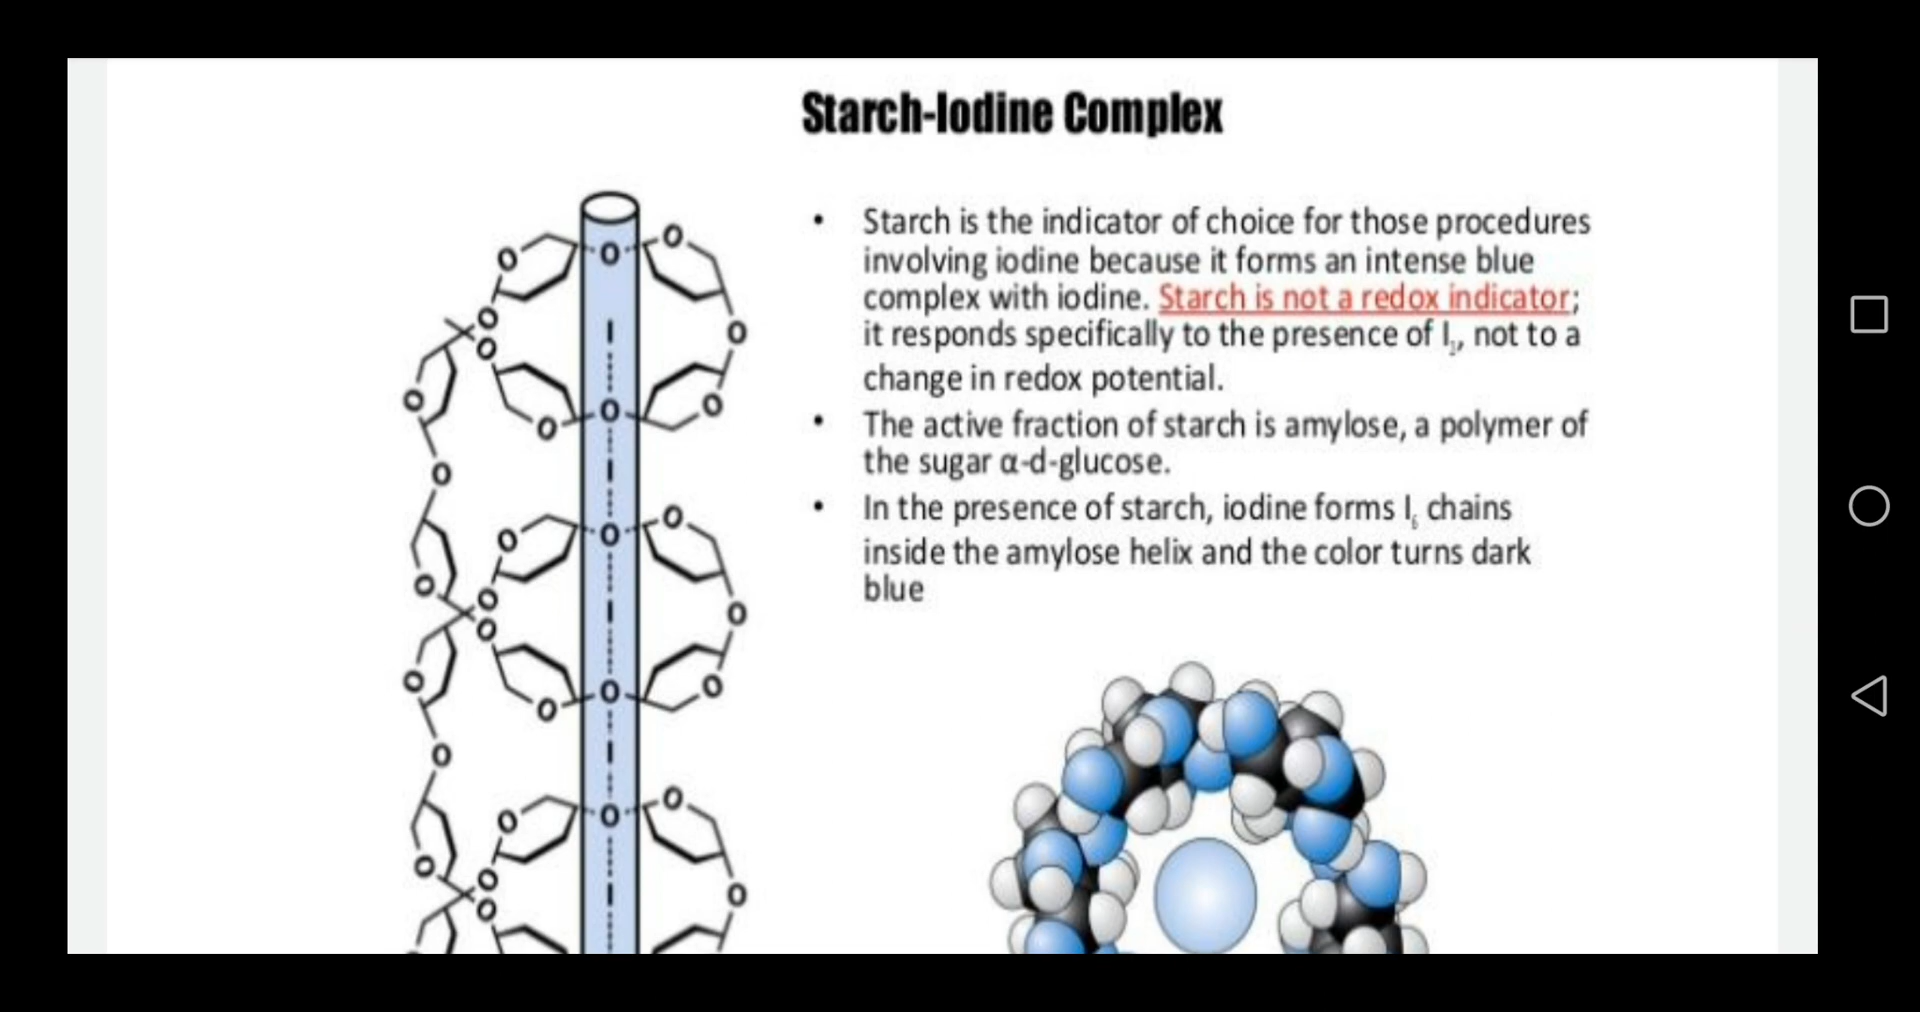 Starch-Iodine Complex
• Starch is the indicator of choice for those procedures
involving iodine because it forms an intense blue
complex with iodine. Starch is not a redox indicator;
it responds specifically to the presence of I₂, not to a
change in redox potential.
• The active fraction of starch is amylose, a polymer of
the sugar α-d-glucose.
• In the presence of starch, iodine forms I₆ chains
inside the amylose helix and the color turns dark
blue